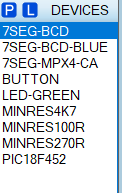 P L DEVICES
7SEG-BCD
7SEG-BCD-BLUE
7SEG-MPX4-CA
BUTTON
LED-GREEN
MINRES4K7
MINRES100R
MINRES270R
PIC18F452